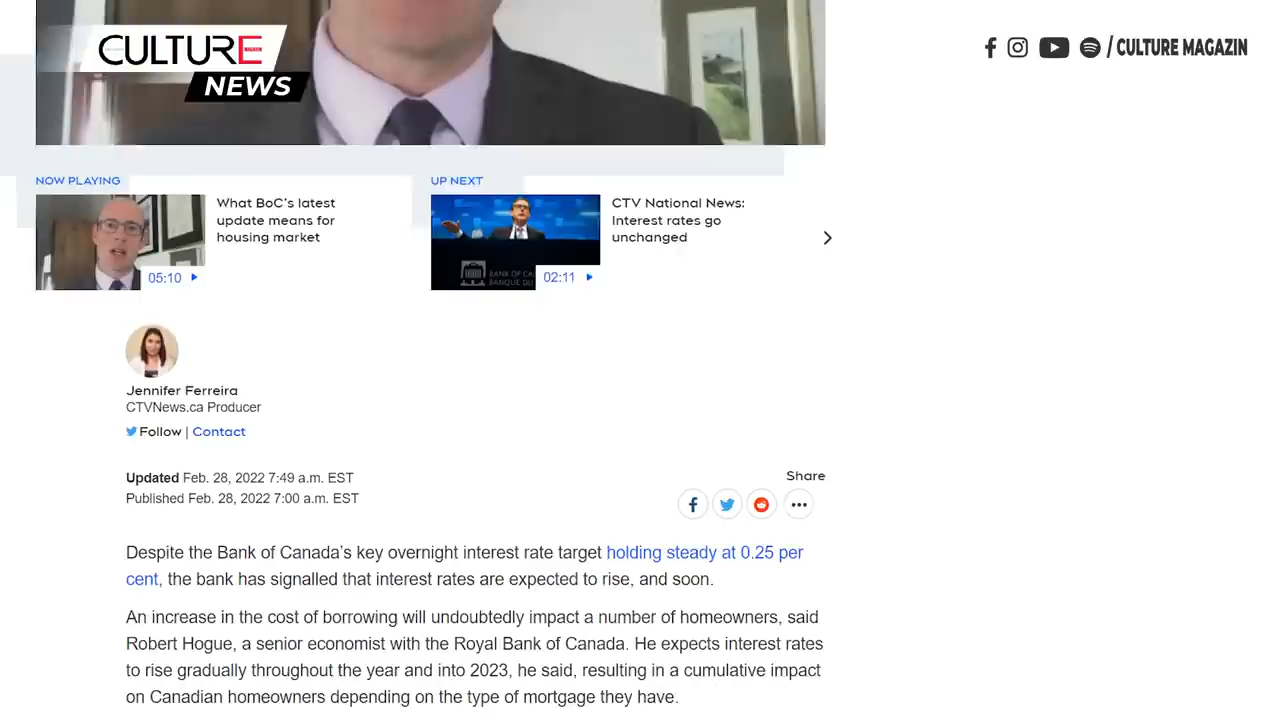 CULTURE
NEWS
/ CULTURE MAGAZIN
NOW PLAYING
What BoC's latest
update means for
housing market
05:10
UP NEXT
CTV National News:
Interest rates go
unchanged
BANK OF CA
BANQUE DU
02:11
Jennifer Ferreira
CTVNews.ca Producer
Follow | Contact
Updated Feb. 28, 2022 7:49 a.m. EST
Published Feb. 28, 2022 7:00 a.m. EST
Share
Despite the Bank of Canada's key overnight interest rate target holding steady at 0.25 per
cent, the bank has signalled that interest rates are expected to rise, and soon.
An increase in the cost of borrowing will undoubtedly impact a number of homeowners, said
Robert Hogue, a senior economist with the Royal Bank of Canada. He expects interest rates
to rise gradually throughout the year and into 2023, he said, resulting in a cumulative impact
on Canadian homeowners depending on the type of mortgage they have.